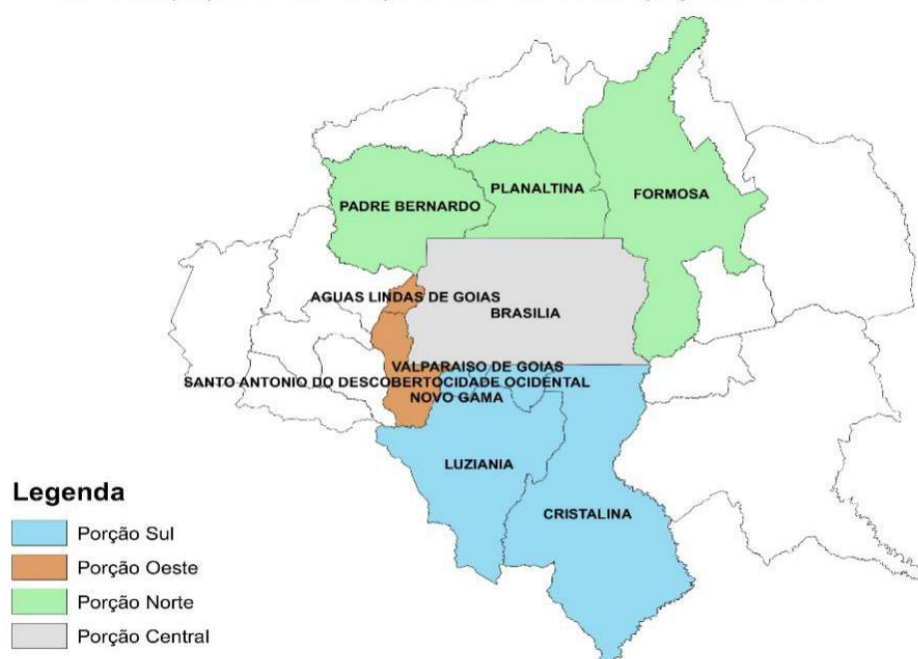 PLANALTINA
PADRE BERNARDO
FORMOSA
AGUAS LINDAS DE GOIAS
BRASILIA
VALPARAISO DE GOIAS
SANTO ANTONIO DO DESCOBERTOCIDADE OCIDENTAL
NOVO GAMA
LUZIANIA
CRISTALINA
Legenda
Porção Sul
Porção Oeste
Porção Norte
Porção Central